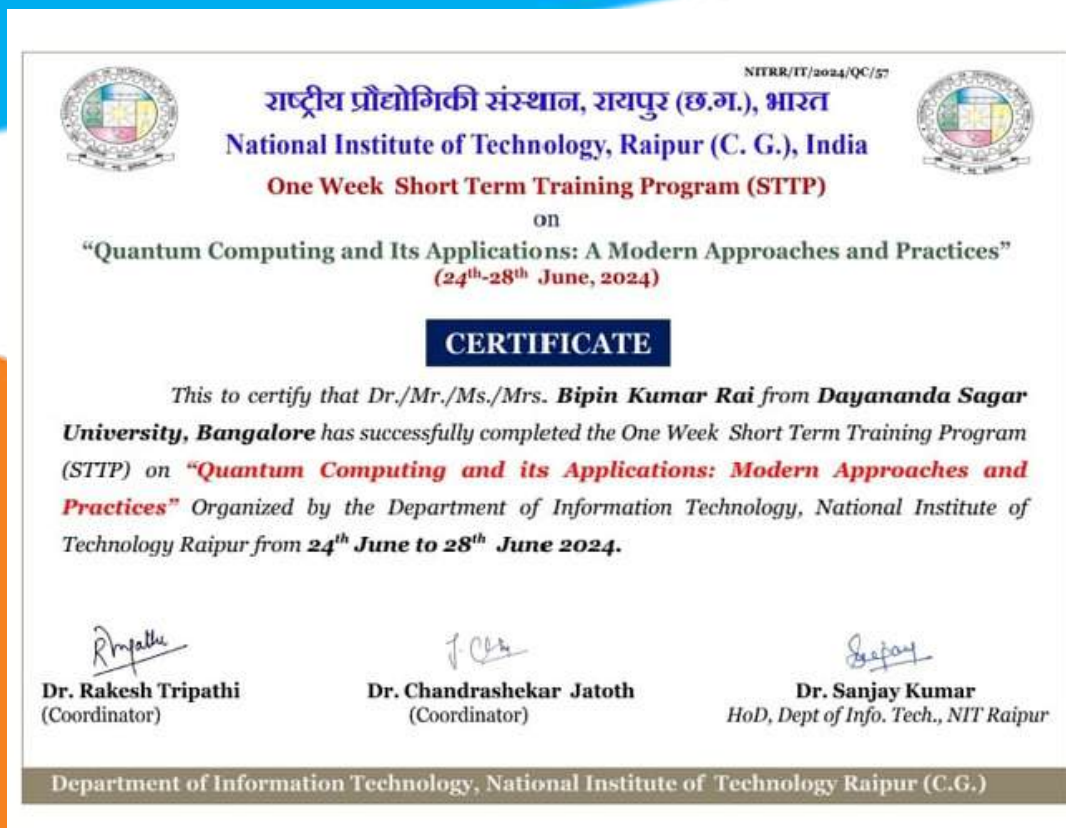 NITRR/IT/2024/QC/57
राष्ट्रीय प्रौद्योगिकी संस्थान, रायपुर (छ.ग.), भारत
National Institute of Technology, Raipur (C. G.), India
One Week Short Term Training Program (STTP)
on
“Quantum Computing and Its Applications: A Modern Approaches and Practices”
(24th-28th June, 2024)
CERTIFICATE
This to certify that Dr./Mr./Ms./Mrs. Bipin Kumar Rai from Dayananda Sagar
University, Bangalore has successfully completed the One Week Short Term Training Program
(STTP) on “Quantum Computing and its Applications: Modern Approaches and
Practices” Organized by the Department of Information Technology, National Institute of
Technology Raipur from 24th June to 28th June 2024.
Dr. Rakesh Tripathi
(Coordinator)
Dr. Chandrashekar Jatoth
(Coordinator)
Dr. Sanjay Kumar
HoD, Dept of Info. Tech., NIT Raipur
Department of Information Technology, National Institute of Technology Raipur (C.G.)